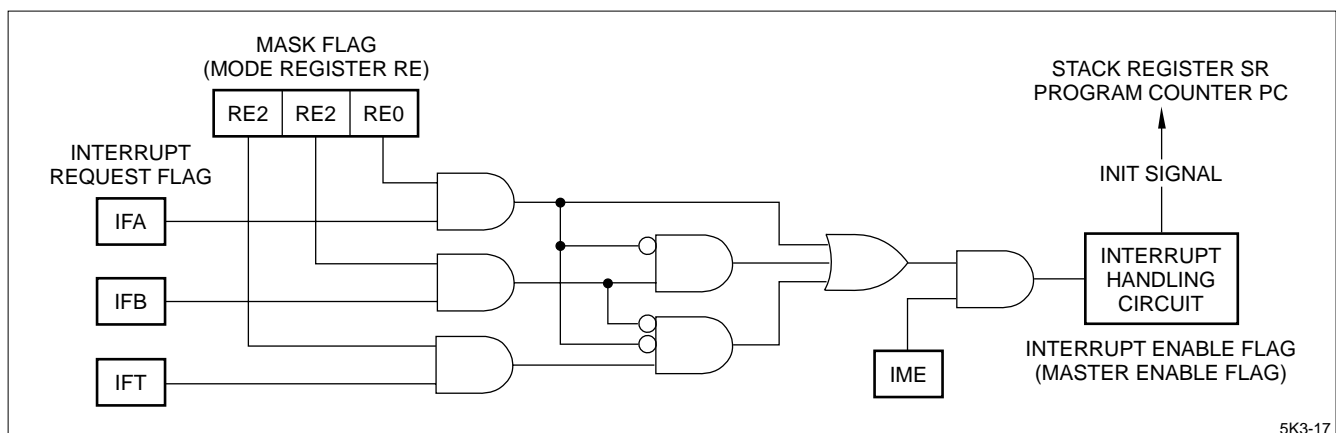 MASK FLAG
(MODE REGISTER RE)
RE2 RE2 RE0
INTERRUPT
REQUEST FLAG
IFA
IFB
IFT
IME
STACK REGISTER SR
PROGRAM COUNTER PC
INIT SIGNAL
INTERRUPT
HANDLING
CIRCUIT
INTERRUPT ENABLE FLAG
(MASTER ENABLE FLAG)
5K3-17